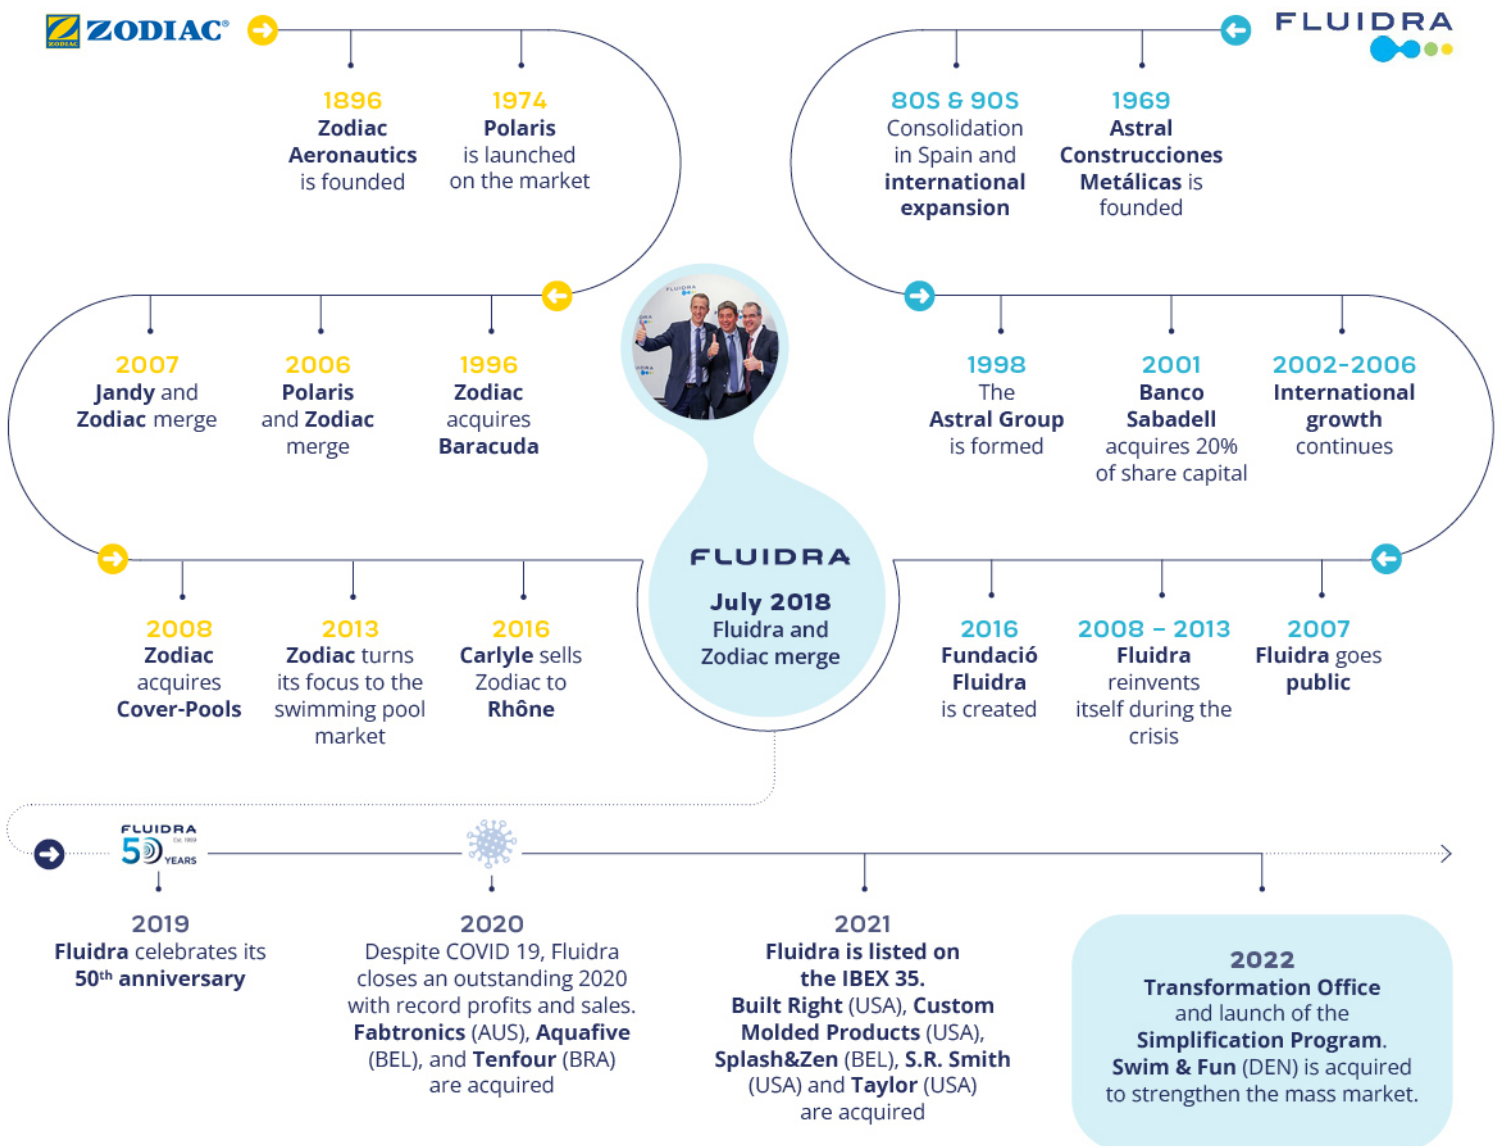 ZODIAC
ZODIAC®
1896
Zodiac
Aeronautics
is founded
1974
Polaris
is launched
on the market
1996
Zodiac
acquires
Baracuda
2006
Polaris
and Zodiac
merge
2007
Jandy and
Zodiac merge
2008
Zodiac
acquires
Cover-Pools
2013
Zodiac turns
its focus to the
swimming pool
market
2016
Carlyle sells
Zodiac to
Rhône
FLUIDRA
1969
Astral
Construcciones
Metálicas is
founded
80S & 90S
Consolidation
in Spain and
international
expansion
1998
The
Astral Group
is formed
2001
Banco
Sabadell
acquires 20%
of share capital
2002-2006
International
growth
continues
2007
Fluidra goes
public
2008 – 2013
Fluidra
reinvents
itself during the
crisis
2016
Fundació
Fluidra
is created
FLUIDRA
FLUIDRA
July 2018
Fluidra and
Zodiac merge
FLUIDRA
Est. 1969
50
YEARS
2019
Fluidra celebrates its
50th anniversary
2020
Despite COVID 19, Fluidra
closes an outstanding 2020
with record profits and sales.
Fabtronics (AUS), Aquafive
(BEL), and Tenfour (BRA)
are acquired
2021
Fluidra is listed on
the IBEX 35.
Built Right (USA), Custom
Molded Products (USA),
Splash&Zen (BEL), S.R. Smith
(USA) and Taylor (USA)
are acquired
2022
Transformation Office
and launch of the
Simplification Program.
Swim & Fun (DEN) is acquired
to strengthen the mass market.